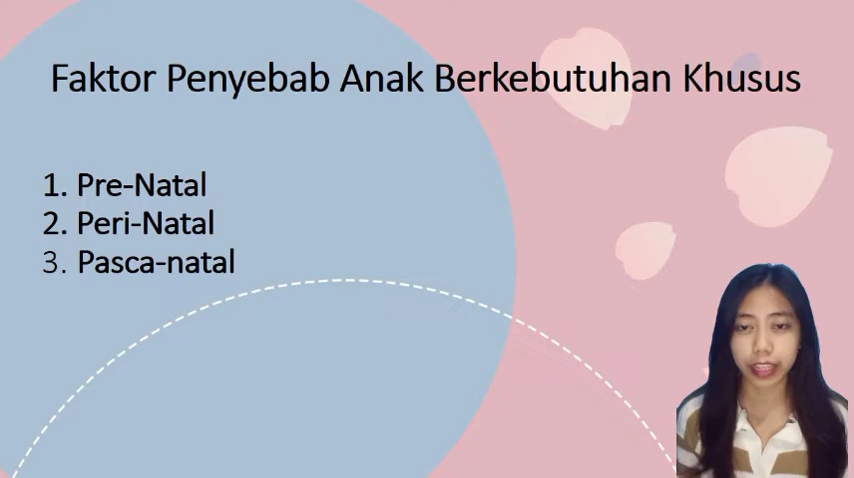 Faktor Penyebab Anak Berkebutuhan Khusus
1. Pre-Natal
2. Peri-Natal
3. Pasca-natal